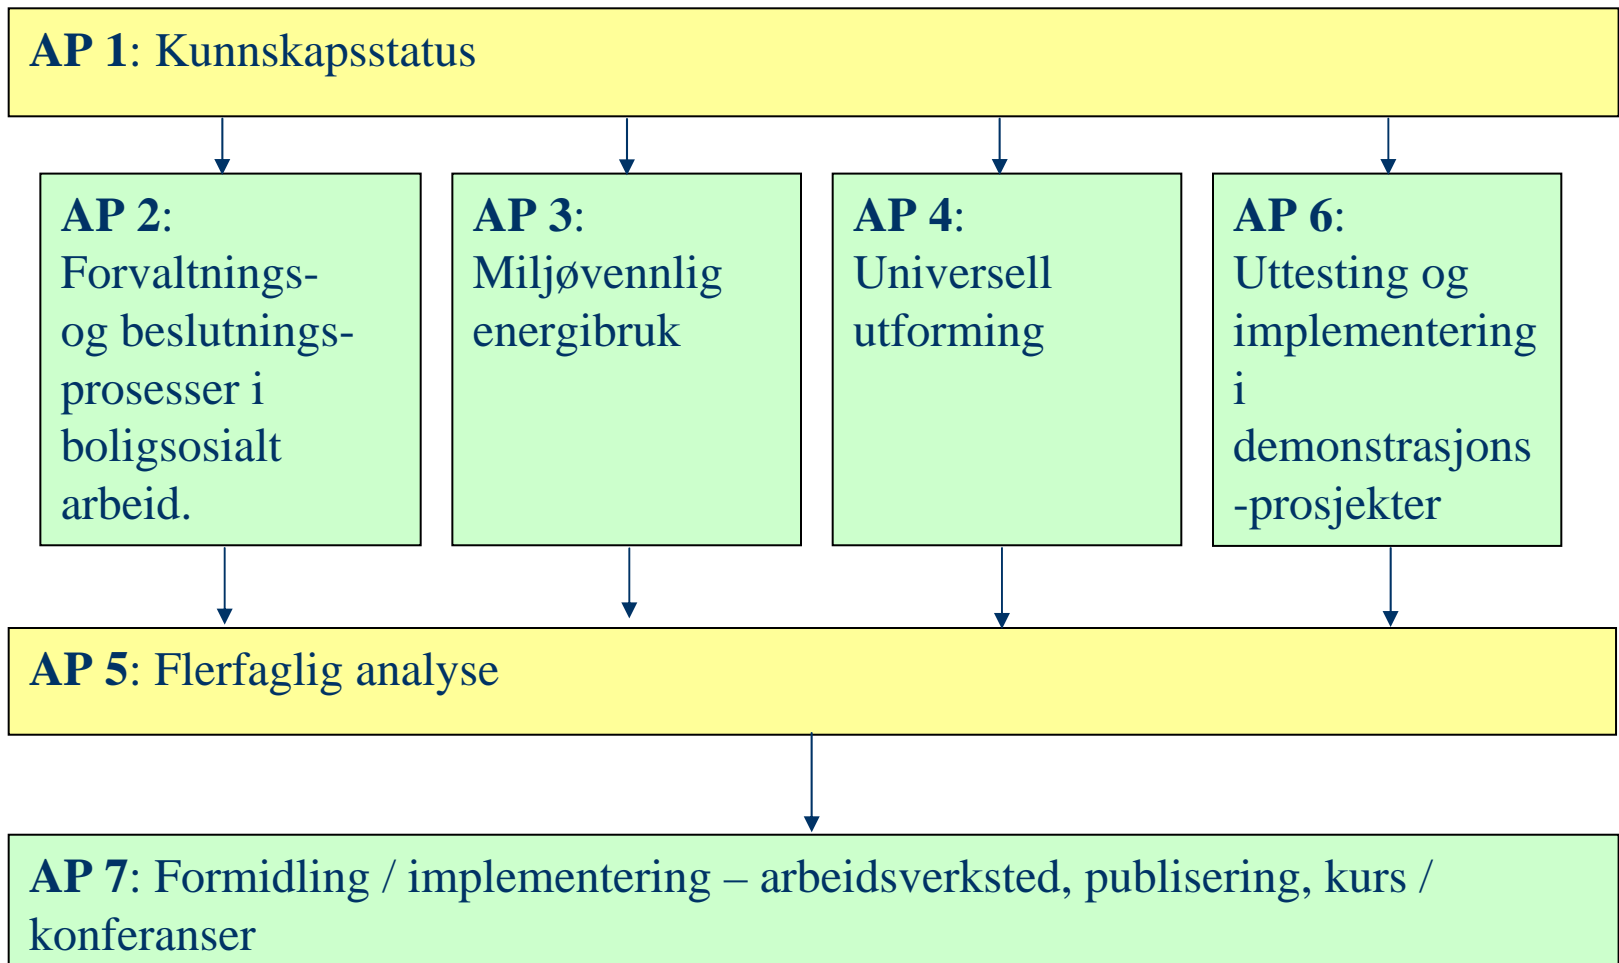 AP 1: Kunnskapsstatus
AP 2:
Forvaltnings-
og beslutnings-
prosesser i
boligsosialt
arbeid.
AP 3:
Miljøvennlig
energibruk
AP 4:
Universell
utforming
AP 6:
Uttesting og
implementering
i
demonstrasjons
-prosjekter
AP 5: Flerfaglig analyse
AP 7: Formidling / implementering – arbeidsverksted, publisering, kurs /
konferanser